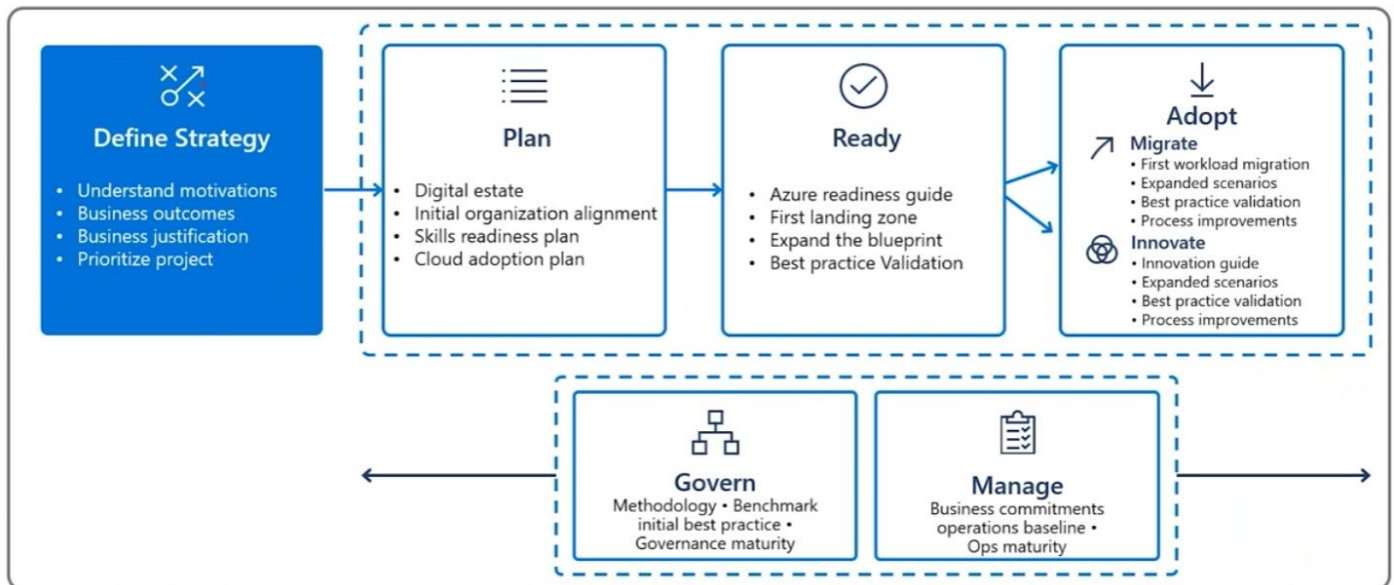 Define Strategy
• Understand motivations
• Business outcomes
• Business justification
• Prioritize project
Plan
• Digital estate
• Initial organization alignment
• Skills readiness plan
• Cloud adoption plan
Ready
• Azure readiness guide
• First landing zone
• Expand the blueprint
• Best practice Validation
Adopt
Migrate
• First workload migration
• Expanded scenarios
• Best practice validation
• Process improvements
Innovate
• Innovation guide
• Expanded scenarios
• Best practice validation
• Process improvements
Govern
Methodology • Benchmark
initial best practice •
Governance maturity
Manage
Business commitments
operations baseline •
Ops maturity